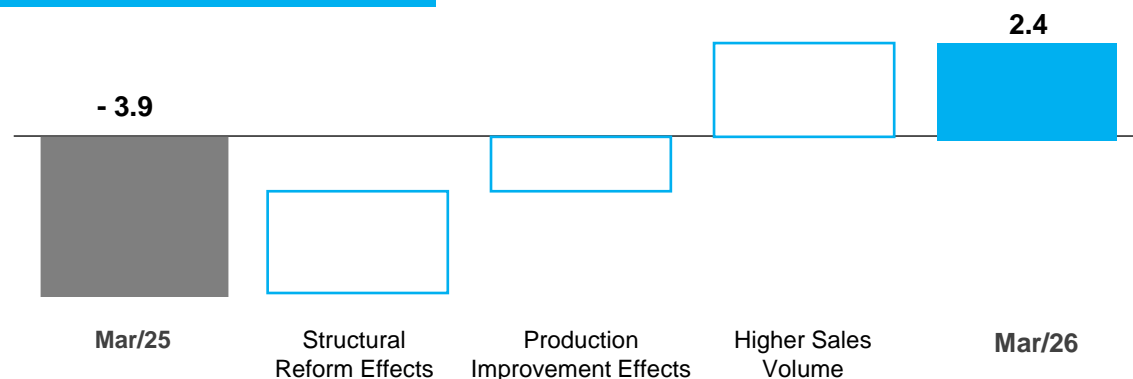 2.4
- 3.9
Mar/25
Structural
Reform Effects
Production
Improvement Effects
Higher Sales
Volume
Mar/26